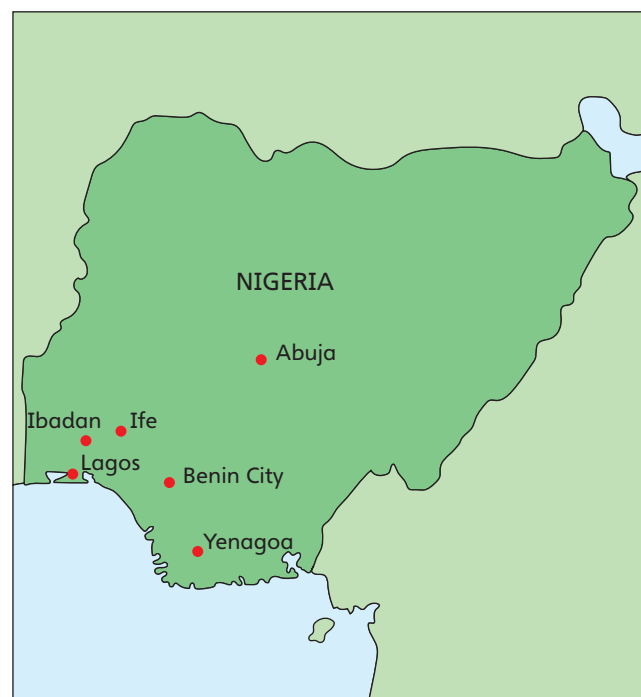 NIGERIA
Abuja
Ibadan
Ife
Lagos
Benin City
Yenagoa